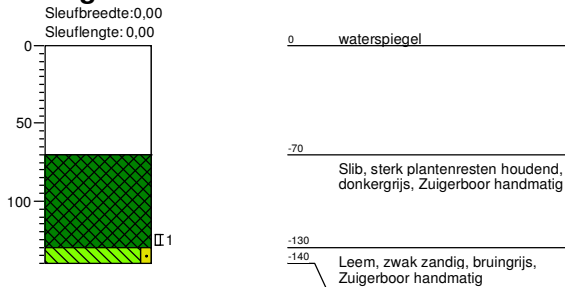 Sleufbreedte:0,00
Sleuflengte: 0,00
0
50
100
1
0 waterspiegel
-70
Slib, sterk plantenresten houdend,
donkergrijs, Zuigerboor handmatig
-130
-140
Leem, zwak zandig, bruingrijs,
Zuigerboor handmatig